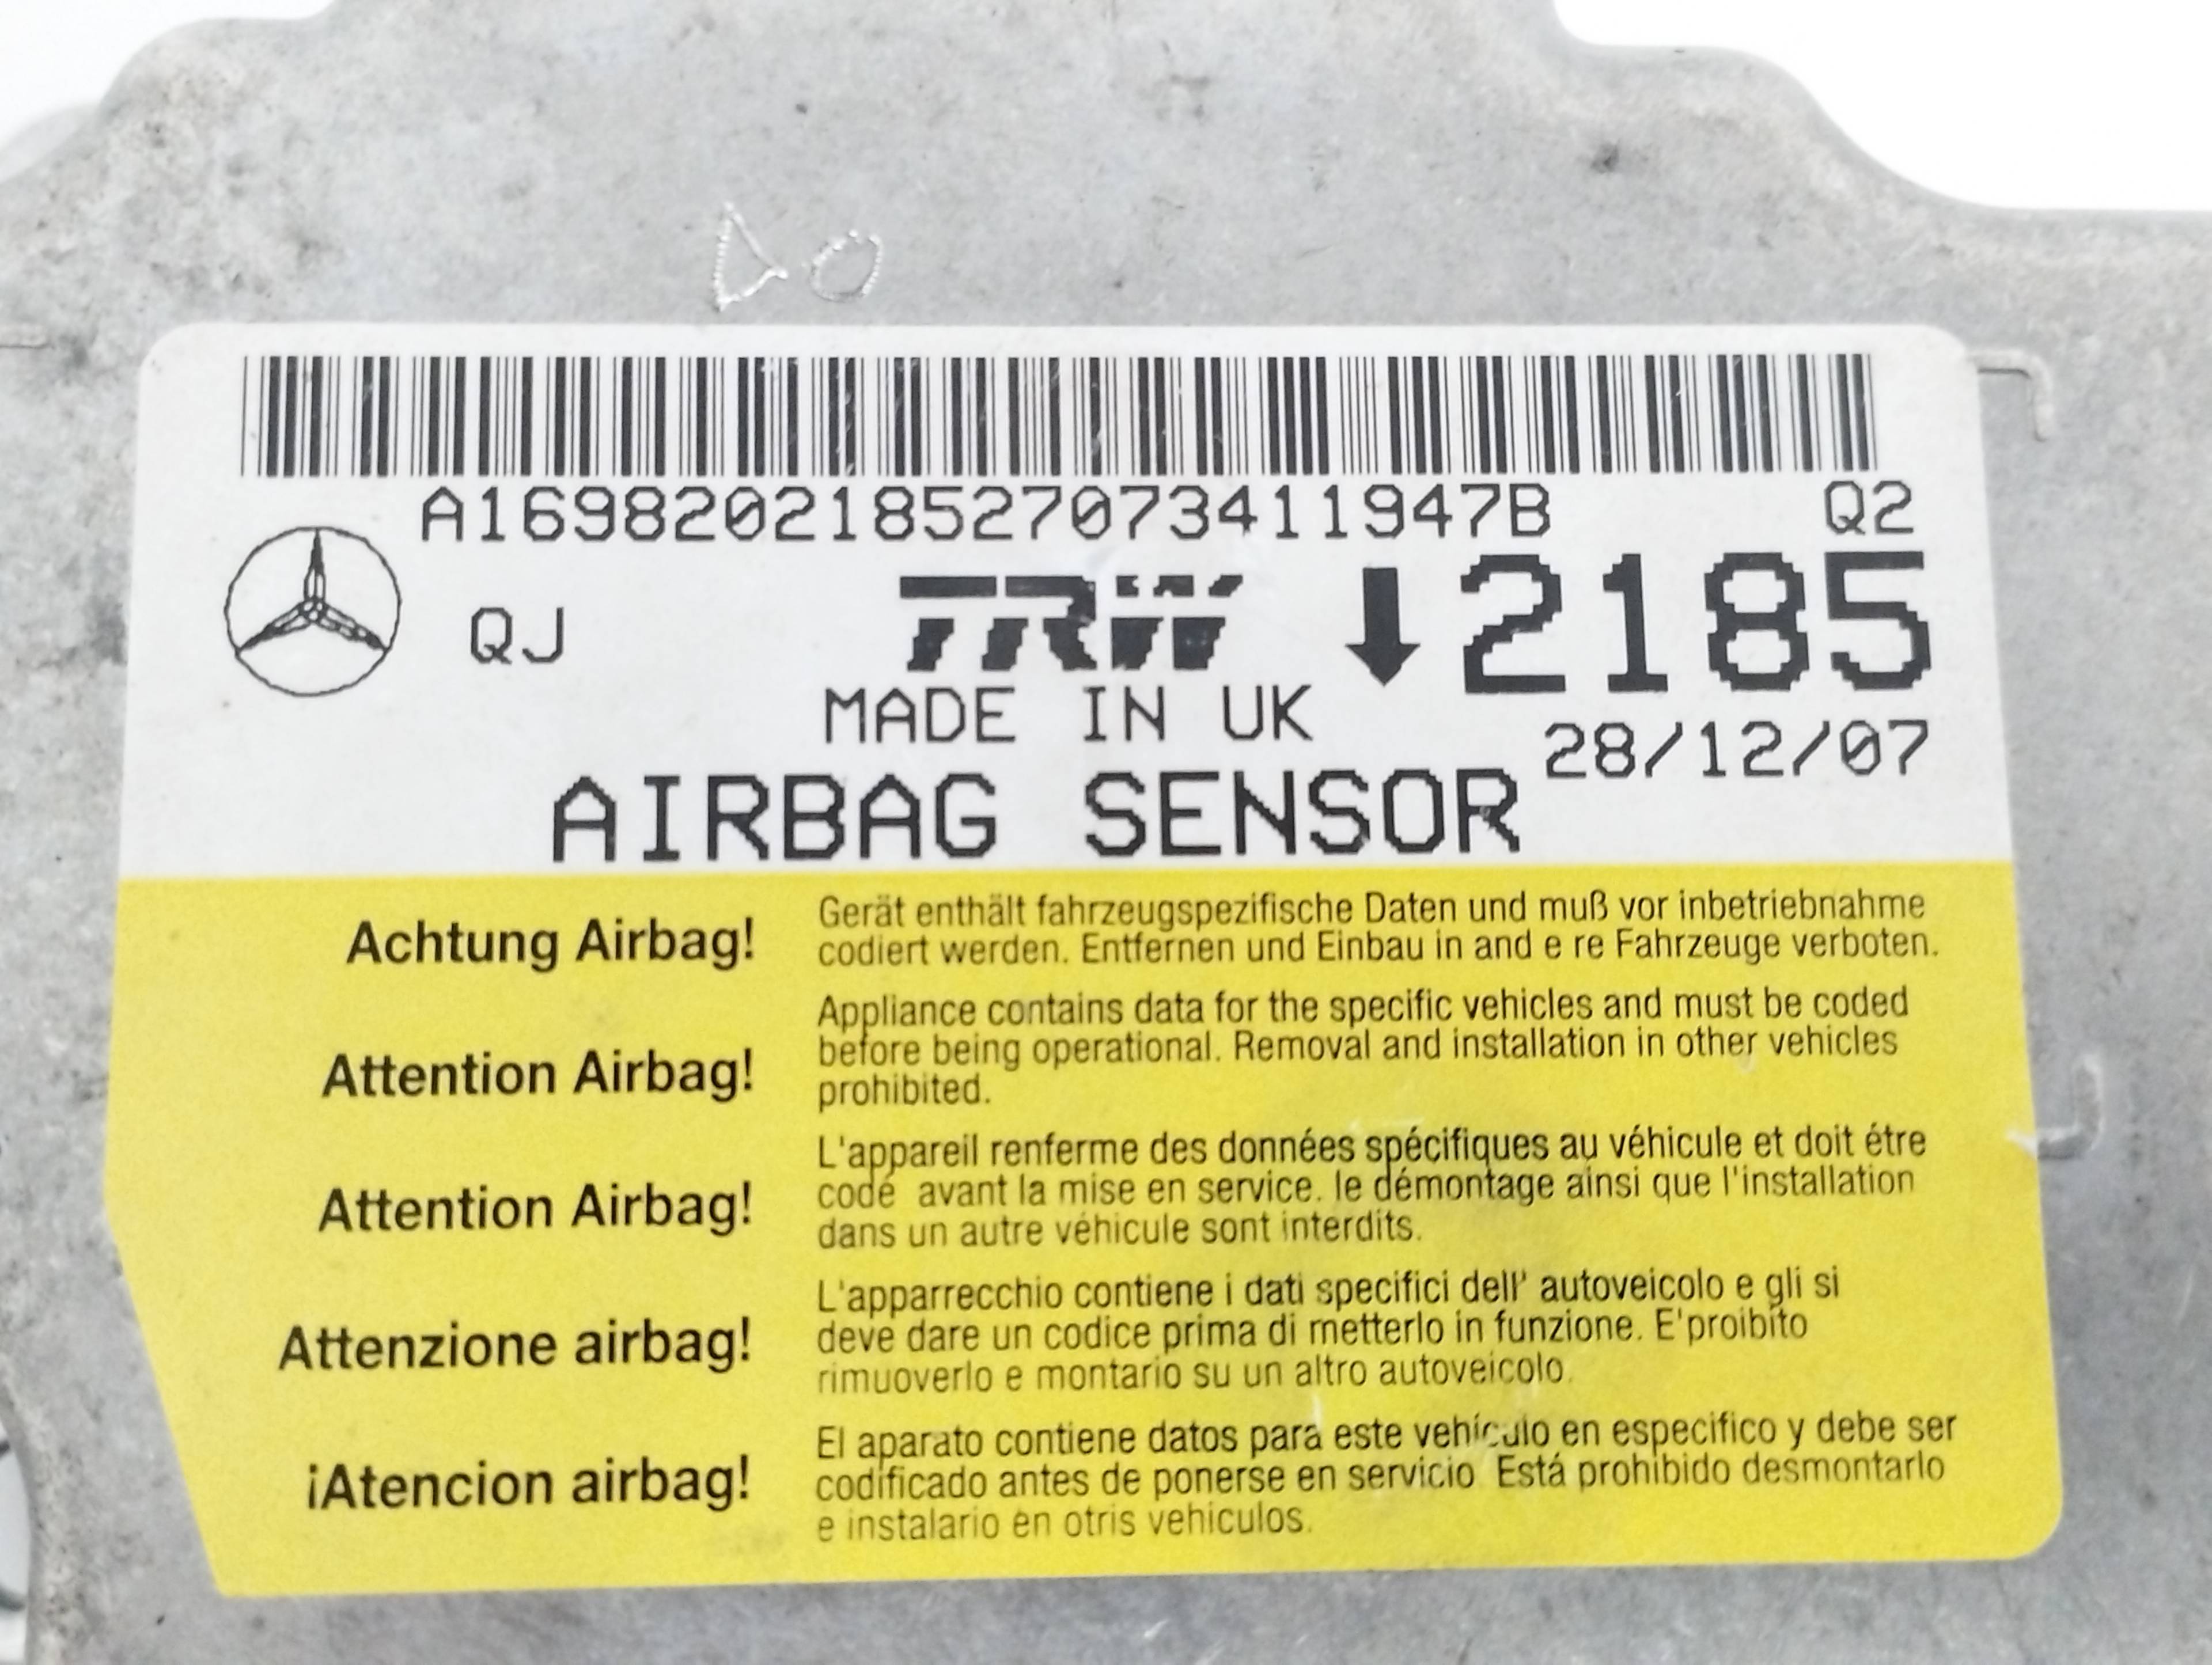 A169820218527073411947B Q2
QJ TRW 2185
MADE IN UK
28/12/07
AIRBAG SENSOR
Achtung Airbag!
Gerät enthält fahrzeugspezifische Daten und muß vor inbetriebnahme
codiert werden. Entfernen und Einbau in and e re Fahrzeuge verboten.
Attention Airbag!
Appliance contains data for the specific vehicles and must be coded
before being operational. Removal and installation in other vehicles
prohibited.
Attention Airbag!
L'appareil renferme des données spécifiques au véhicule et doit étre
codé avant la mise en service. le démontage ainsi que l'installation
dans un autre véhicule sont interdits.
Attenzione airbag!
L'apparrecchio contiene i dati specifici dell' autoveicolo e gli si
deve dare un codice prima di metterlo in funzione. E'proibito
rimuoverlo e montario su un altro autoveicolo.
¡Atencion airbag!
El aparato contiene datos para este vehículo en especifico y debe ser
codificado antes de ponerse en servicio Está prohibido desmontarlo
e instalario en otris vehiculos.